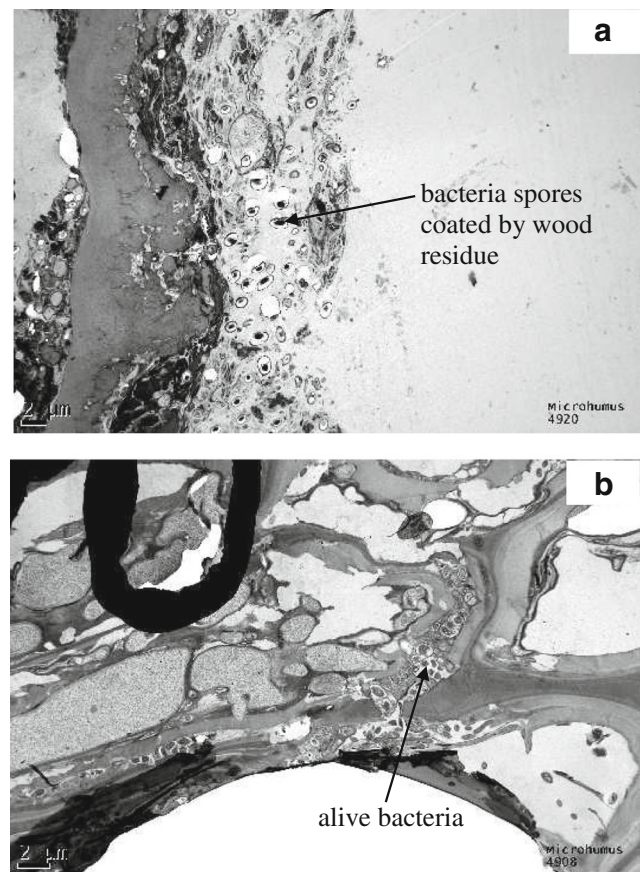 a
bacteria spores
coated by wood
residue
2 µm
Microhumus
4920
b
alive bacteria
2 µm
Microhumus
4908